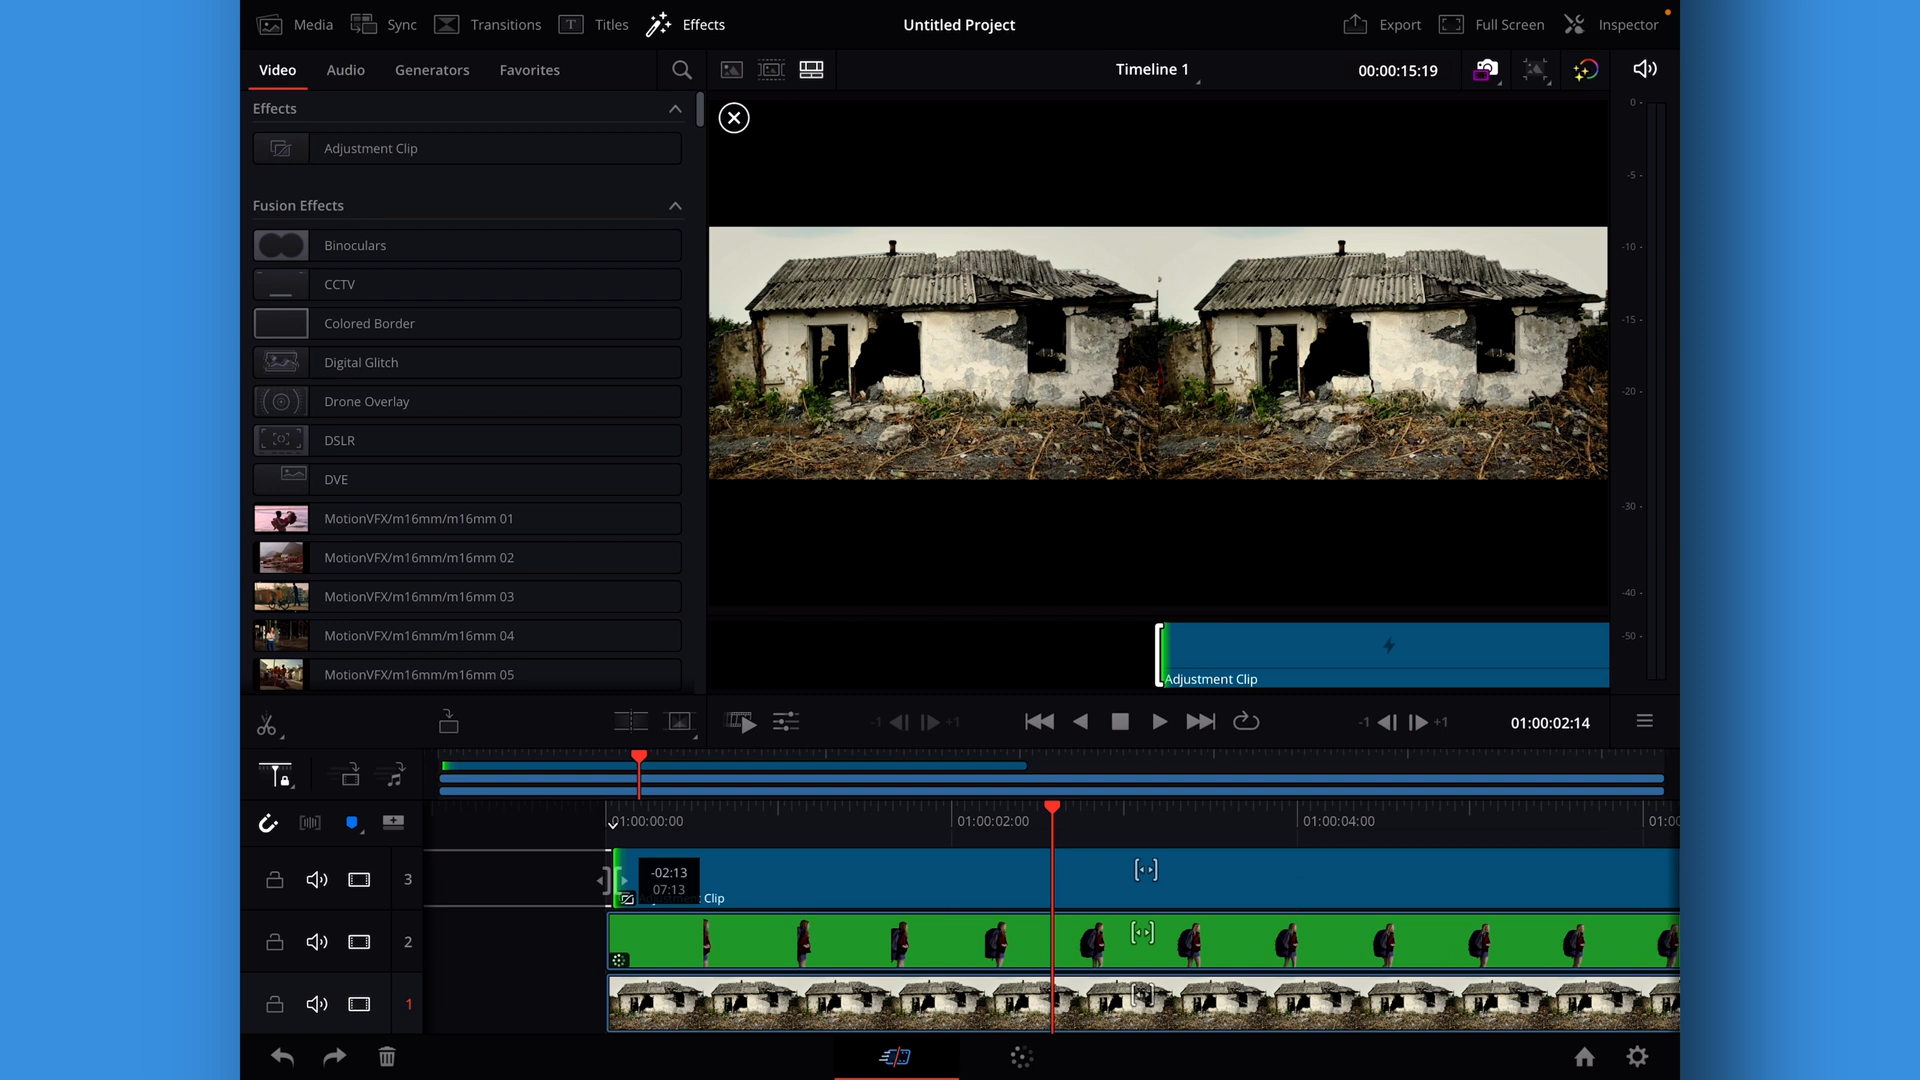 Media
Sync
Transitions
Titles
Effects
Untitled Project
Export
Full Screen
Inspector
Video
Audio
Generators
Favorites
Timeline 1
00:00:15:19
Effects
Adjustment Clip
Fusion Effects
Binoculars
CCTV
Colored Border
Digital Glitch
Drone Overlay
DSLR
DVE
MotionVFX/m16mm/m16mm 01
MotionVFX/m16mm/m16mm 02
MotionVFX/m16mm/m16mm 03
MotionVFX/m16mm/m16mm 04
MotionVFX/m16mm/m16mm 05
0 -
-5 -
-10 -
-15 -
-20 -
-30 -
-40 -
-50 -
Adjustment Clip
-1
+1
-1
+1
01:00:02:14
01:00:00:00
01:00:02:00
01:00:04:00
01:00
3
-02:13
07:13
Clip
2
1